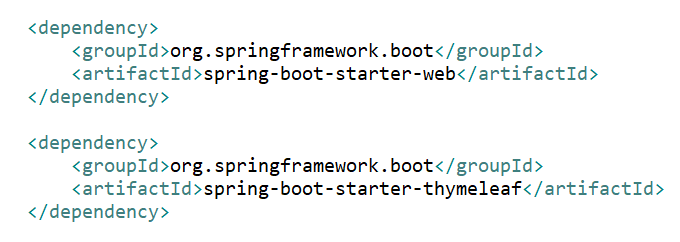 <dependency>
    <groupId>org.springframework.boot</groupId>
    <artifactId>spring-boot-starter-web</artifactId>
</dependency>

<dependency>
    <groupId>org.springframework.boot</groupId>
    <artifactId>spring-boot-starter-thymeleaf</artifactId>
</dependency>